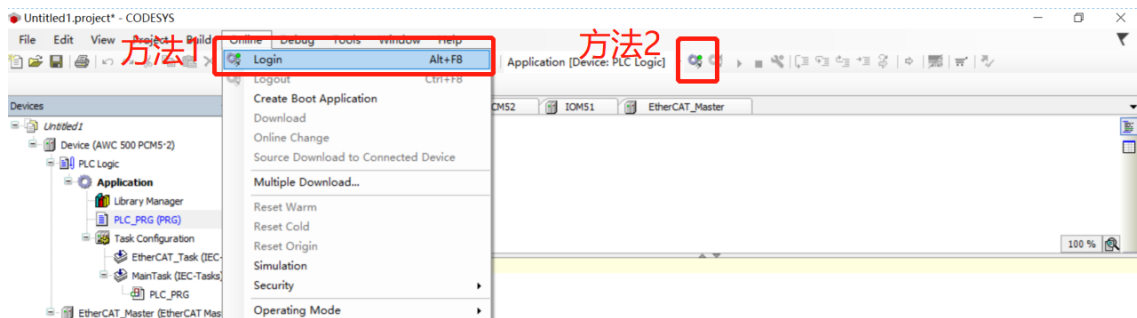 Untitled1.project* - CODESYS
File Edit View Project Build Online Debug Tools Window Help
方法1
方法2
Login Alt+F8
Application [Device: PLC Logic]
Logout Ctrl+F8
Devices
Create Boot Application
CM52 IOM51 EtherCAT_Master
Download
Untitled1
Online Change
Device (AWC 500 PCM5-2)
Source Download to Connected Device
PLC Logic
Application
Multiple Download...
Library Manager
Reset Warm
PLC_PRG (PRG)
Reset Cold
Task Configuration
Reset Origin
100 %
EtherCAT_Task (IEC-
Simulation
MainTask (IEC-Tasks)
Security
PLC_PRG
EtherCAT_Master (EtherCAT Mas
Operating Mode